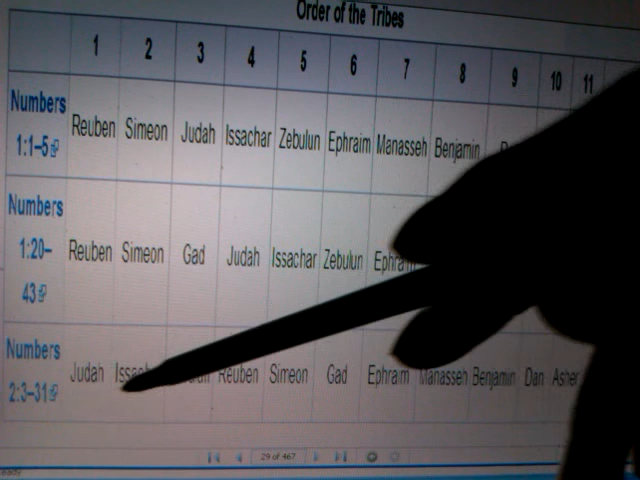 Order of the Tribes
1 2 3 4 5 6 7 8 9 10 11
Numbers
1:1–5
Reuben Simeon Judah Issachar Zebulun Ephraim Manasseh Benjamin
Numbers
1:20–
43
Reuben Simeon Gad Judah Issachar Zebulun
Numbers
2:3–31
Judah Reuben Simeon Gad Ephraim Manasseh Benjamin Dan Asher
29 of 467